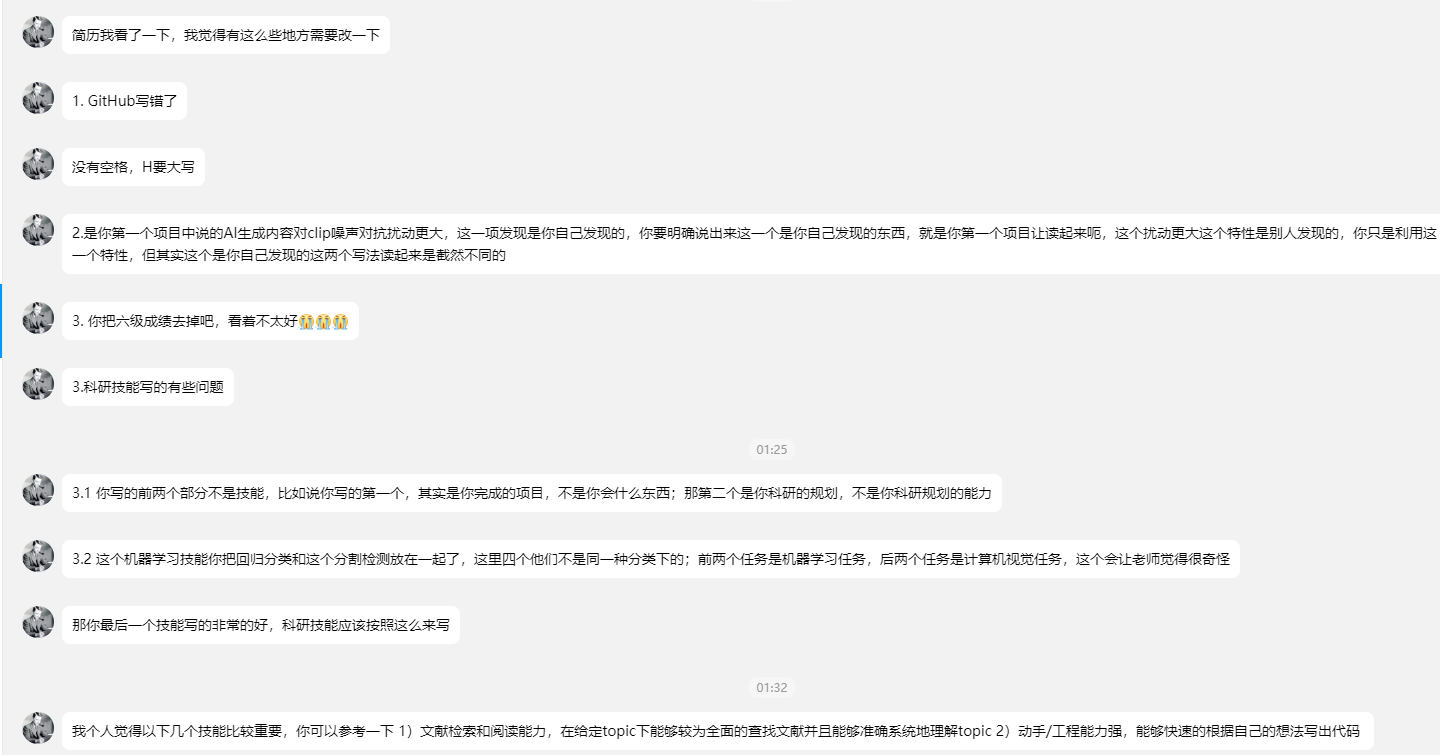 简历我看了一下，我觉得有这么些地方需要改一下
1. GitHub写错了
没有空格，H要大写
2.是你第一个项目中说的AI生成内容对clip噪声对抗扰动更大，这一项发现是你自己发现的，你要明确说出来这一个是你自己发现的东西，就是你第一个项目让读起来呃，这个扰动更大这个特性是别人发现的，你只是利用这
一个特性，但其实这个是你自己发现的这两个写法读起来是截然不同的
3. 你把六级成绩去掉吧，看着不太好😭😭😭
3.科研技能写的有些问题
01:25
3.1 你写的前两个部分不是技能，比如说你写的第一个，其实是你完成的项目，不是你会什么东西；那第二个是你科研的规划，不是你科研规划的能力
3.2 这个机器学习技能你把回归分类和这个分割检测放在一起了，这里四个他们不是同一种分类下的；前两个任务是机器学习任务，后两个任务是计算机视觉任务，这个会让老师觉得很奇怪
那你最后一个技能写的非常的好，科研技能应该按照这么来写
01:32
我个人觉得以下几个技能比较重要，你可以参考一下 1）文献检索和阅读能力，在给定topic下能够较为全面的查找文献并且能够准确系统地理解topic 2）动手/工程能力强，能够快速的根据自己的想法写出代码